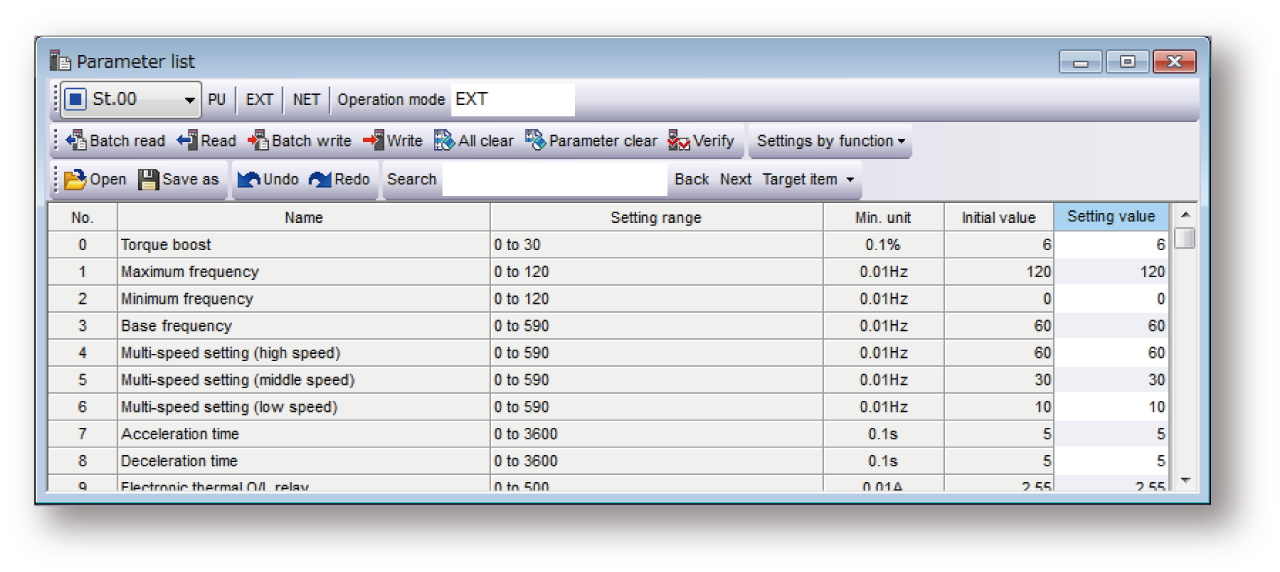 Parameter list
St.00 PU EXT NET Operation mode EXT
Batch read Read Batch write Write All clear Parameter clear Verify Settings by function
Open Save as Undo Redo Search Back Next Target item
No. Name Setting range Min. unit Initial value Setting value
0 Torque boost 0 to 30 0.1% 6 6
1 Maximum frequency 0 to 120 0.01Hz 120 120
2 Minimum frequency 0 to 120 0.01Hz 0 0
3 Base frequency 0 to 590 0.01Hz 60 60
4 Multi-speed setting (high speed) 0 to 590 0.01Hz 60 60
5 Multi-speed setting (middle speed) 0 to 590 0.01Hz 30 30
6 Multi-speed setting (low speed) 0 to 590 0.01Hz 10 10
7 Acceleration time 0 to 3600 0.1s 5 5
8 Deceleration time 0 to 3600 0.1s 5 5
9 Electronic thermal O/L relay 0 to 500 0.01A 2.55 2.55